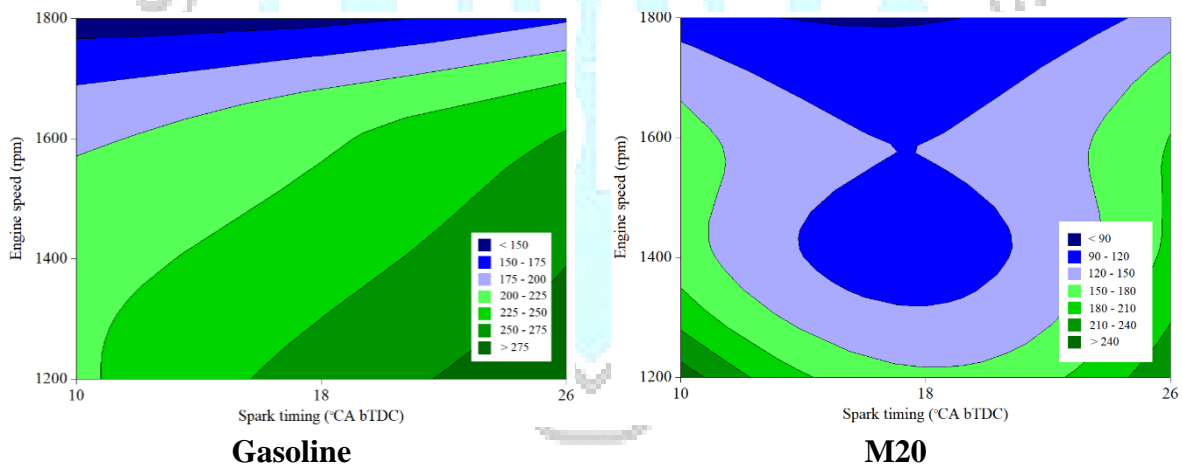 1800
1600
1400
1200
10
18
26
Engine speed (rpm)
Spark timing (°CA bTDC)
< 150
150 - 175
175 - 200
200 - 225
225 - 250
250 - 275
> 275
Gasoline
1800
1600
1400
1200
10
18
26
Engine speed (rpm)
Spark timing (°CA bTDC)
< 90
90 - 120
120 - 150
150 - 180
180 - 210
210 - 240
> 240
M20